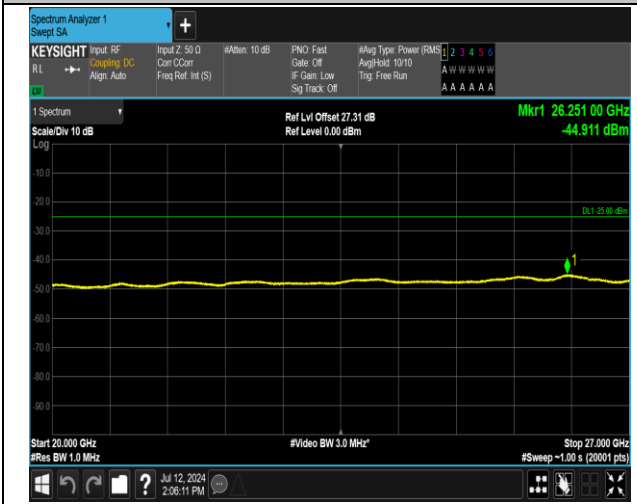 Spectrum Analyzer 1
Swept SA
+
KEYSIGHT
RL
Input: RF
Coupling: DC
Align: Auto
Input Z: 50 Ω
Corr CCorr
Freq Ref: Int (S)
#Atten: 10 dB
PNO: Fast
Gate: Off
IF Gain: Low
Sig Track: Off
#Avg Type: Power (RMS
Avg|Hold: 10/10
Trig: Free Run
1 2 3 4 5 6
A W W W W W
A A A A A A
1 Spectrum
Scale/Div 10 dB
Log
Ref Lvl Offset 27.31 dB
Ref Level 0.00 dBm
Mkr1 26.251 00 GHz
-44.911 dBm
-10.0
-20.0
DL1 -25.00 dBm
-30.0
-40.0
1
-50.0
-60.0
-70.0
-80.0
-90.0
Start 20.000 GHz
#Res BW 1.0 MHz
#Video BW 3.0 MHz*
Stop 27.000 GHz
#Sweep ~1.00 s (20001 pts)
?
Jul 12, 2024
2:06:11 PM